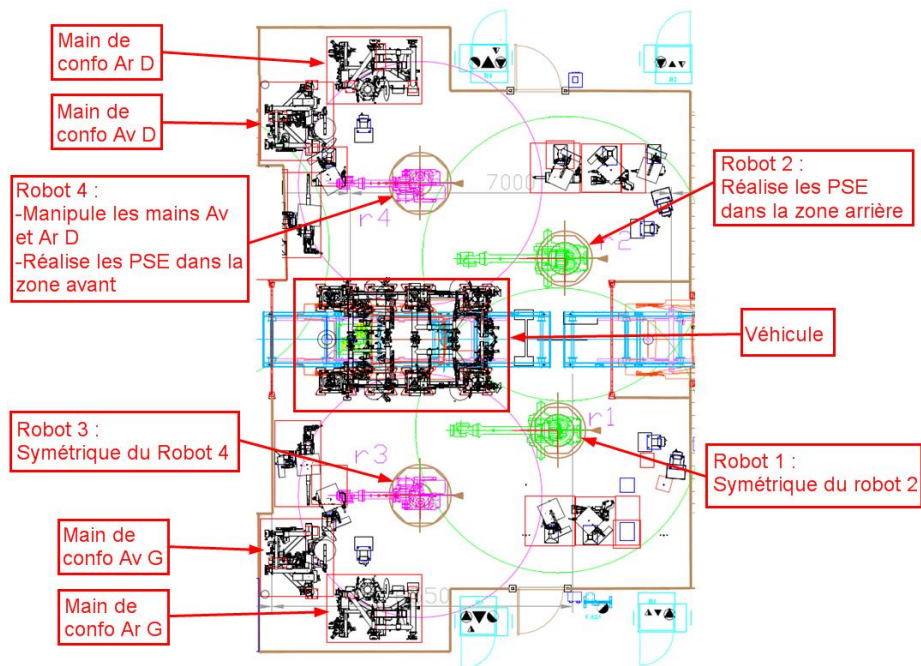 Main de
confo Ar D
Main de
confo Av D
Robot 4 :
-Manipule les mains Av
et Ar D
-Réalise les PSE dans la
zone avant
Robot 2 :
Réalise les PSE
dans la zone arrière
7000
r4
r2
Véhicule
Robot 3 :
Symétrique du Robot 4
r3
r1
Robot 1 :
Symétrique du robot 2
Main de
confo Av G
Main de
confo Ar G